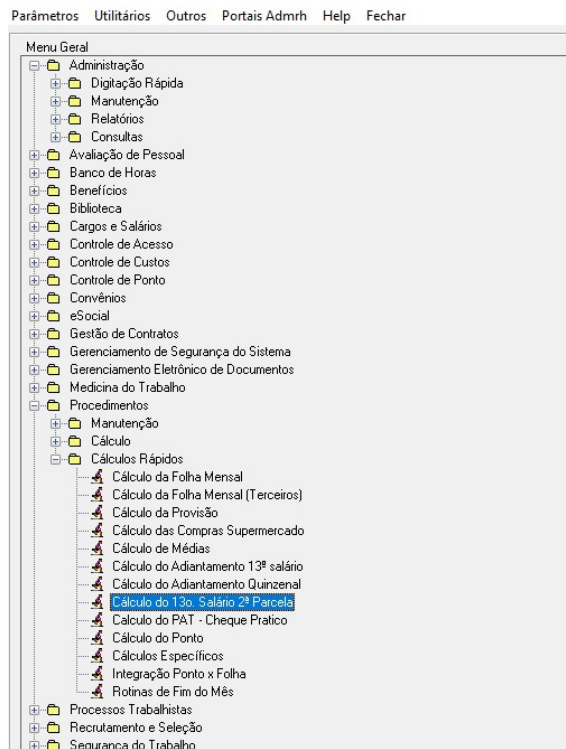 Parâmetros Utilitários Outros Portais Admrh Help Fechar
Menu Geral
Administração
Digitação Rápida
Manutenção
Relatórios
Consultas
Avaliação de Pessoal
Banco de Horas
Benefícios
Biblioteca
Cargos e Salários
Controle de Acesso
Controle de Custos
Controle de Ponto
Convênios
eSocial
Gestão de Contratos
Gerenciamento de Segurança do Sistema
Gerenciamento Eletrônico de Documentos
Medicina do Trabalho
Procedimentos
Manutenção
Cálculo
Cálculos Rápidos
Cálculo da Folha Mensal
Cálculo da Folha Mensal (Terceiros)
Cálculo da Provisão
Cálculo das Compras Supermercado
Cálculo de Médias
Cálculo do Adiantamento 13º salário
Cálculo do Adiantamento Quinzenal
Cálculo do 13o. Salário 2ª Parcela
Calculo do PAT - Cheque Pratico
Cálculo do Ponto
Cálculos Específicos
Integração Ponto x Folha
Rotinas de Fim do Mês
Processos Trabalhistas
Recrutamento e Seleção
Segurança do Trabalho